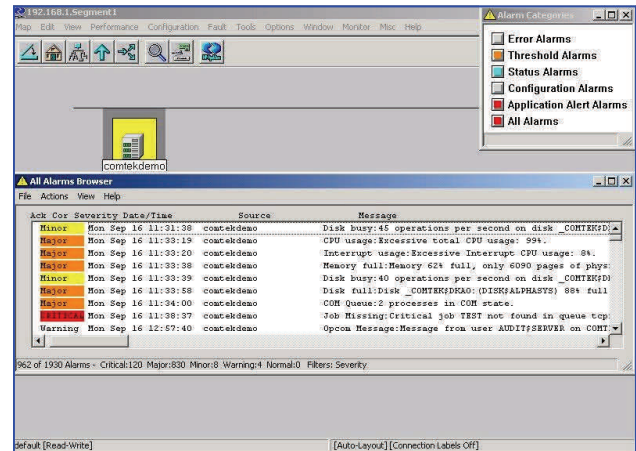 192.168.1.Segment1
Map Edit View Performance Configuration Fault Tools Options Window Monitor Misc Help
Alarm Categories
Error Alarms
Threshold Alarms
Status Alarms
Configuration Alarms
Application Alert Alarms
All Alarms
comtekdemo
All Alarms Browser
File Actions View Help
Ack Cor Severity Date/Time Source Message
Minor Mon Sep 16 11:31:38 comtekdemo Disk busy:45 operations per second on disk _COMTEK$D
Major Mon Sep 16 11:33:19 comtekdemo CPU usage:Excessive total CPU usage: 99%.
Major Mon Sep 16 11:33:20 comtekdemo Interrupt usage:Excessive Interrupt CPU usage: 8%.
Major Mon Sep 16 11:33:38 comtekdemo Memory full:Memory 62% full, only 6090 pages of phys
Minor Mon Sep 16 11:33:39 comtekdemo Disk busy:40 operations per second on disk _COMTEK$D
Major Mon Sep 16 11:33:58 comtekdemo Disk full:Disk _COMTEK$DKA0:(DISK$ALPHASYS) 88% full
Major Mon Sep 16 11:34:00 comtekdemo COM Queue:2 processes in COM state.
CRITICAL Mon Sep 16 11:38:37 comtekdemo Job Missing:Critical job TEST not found in queue tcp
Warning Mon Sep 16 12:57:40 comtekdemo Opcom Message:Message from user AUDIT$SERVER on COMT
962 of 1930 Alarms - Critical:120 Major:830 Minor:8 Warning:4 Normal:0 Filters: Severity
default [Read-Write] [Auto-Layout] [Connection Labels Off]